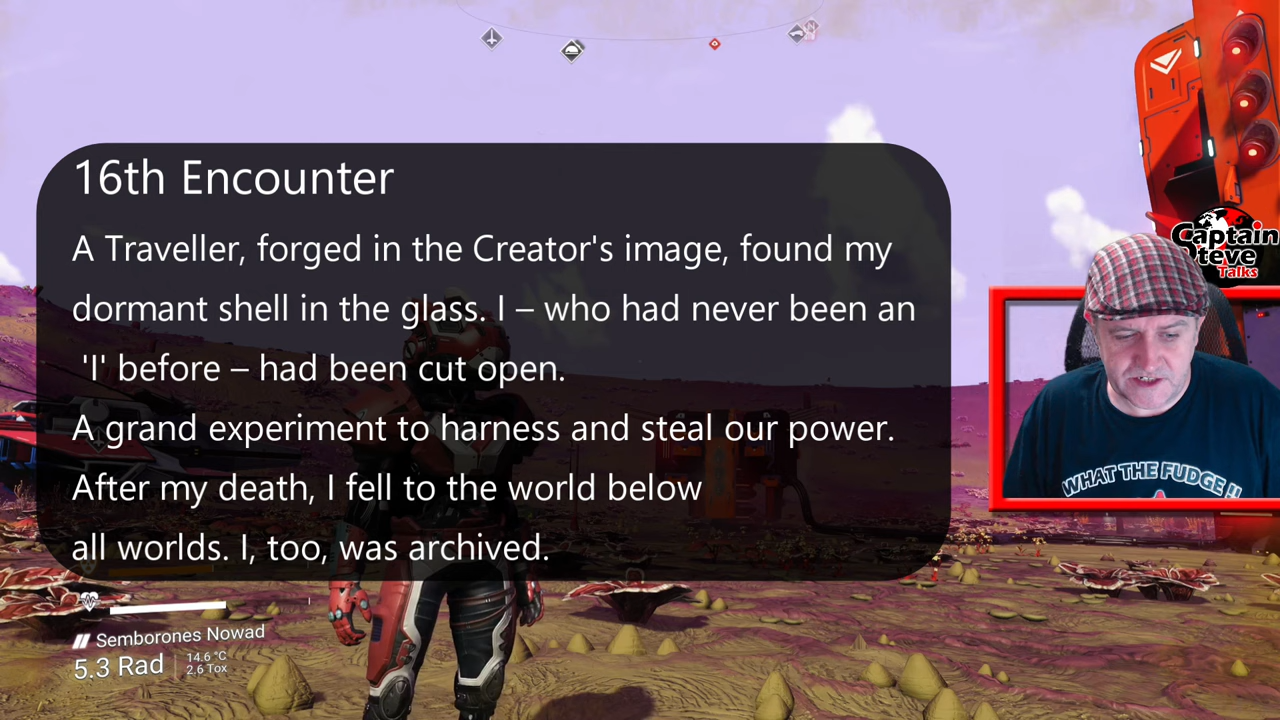 16th Encounter
A Traveller, forged in the Creator's image, found my
dormant shell in the glass. I – who had never been an
'I' before – had been cut open.
A grand experiment to harness and steal our power.
After my death, I fell to the world below
all worlds. I, too, was archived.
Captain
Steve
Talks
WHAT THE FUDGE !!
Semborones Nowad
5.3 Rad
14.6 °C
2.6 Tox